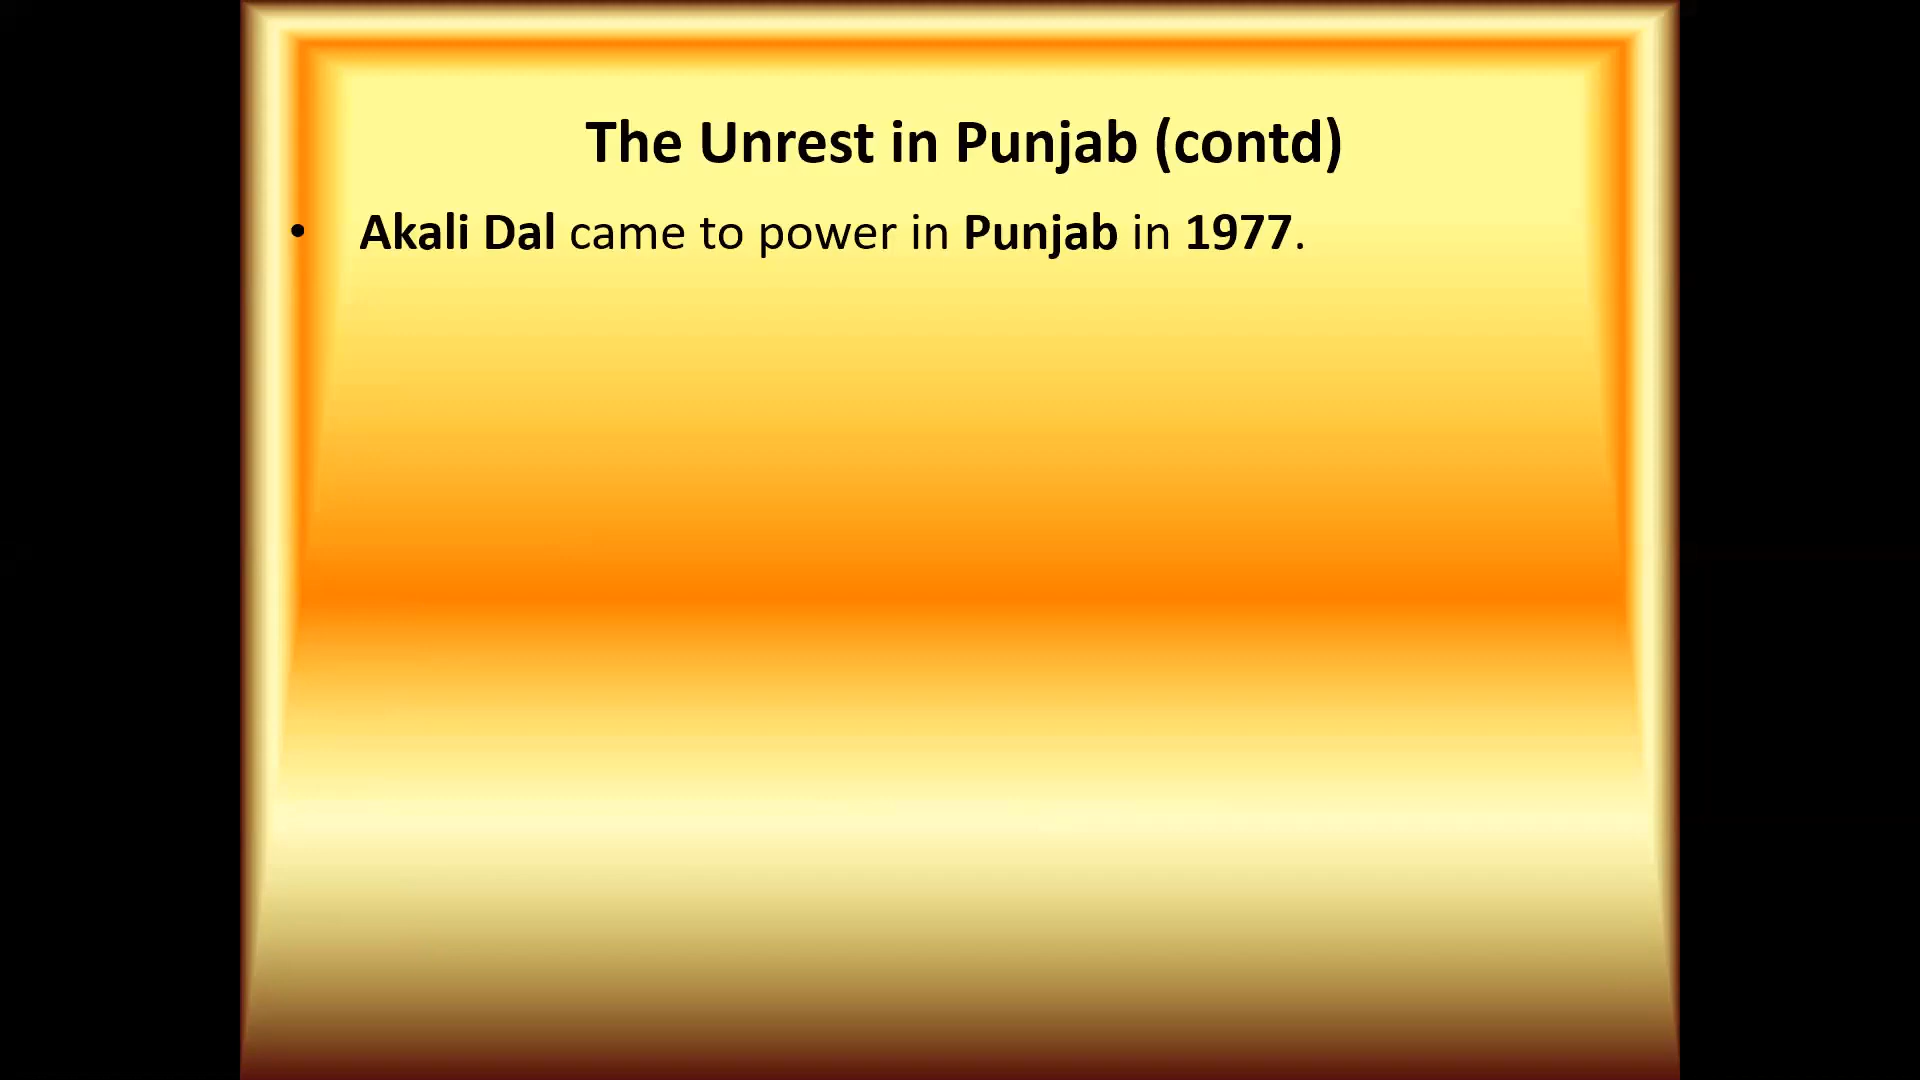 The Unrest in Punjab (contd)
• Akali Dal came to power in Punjab in 1977.